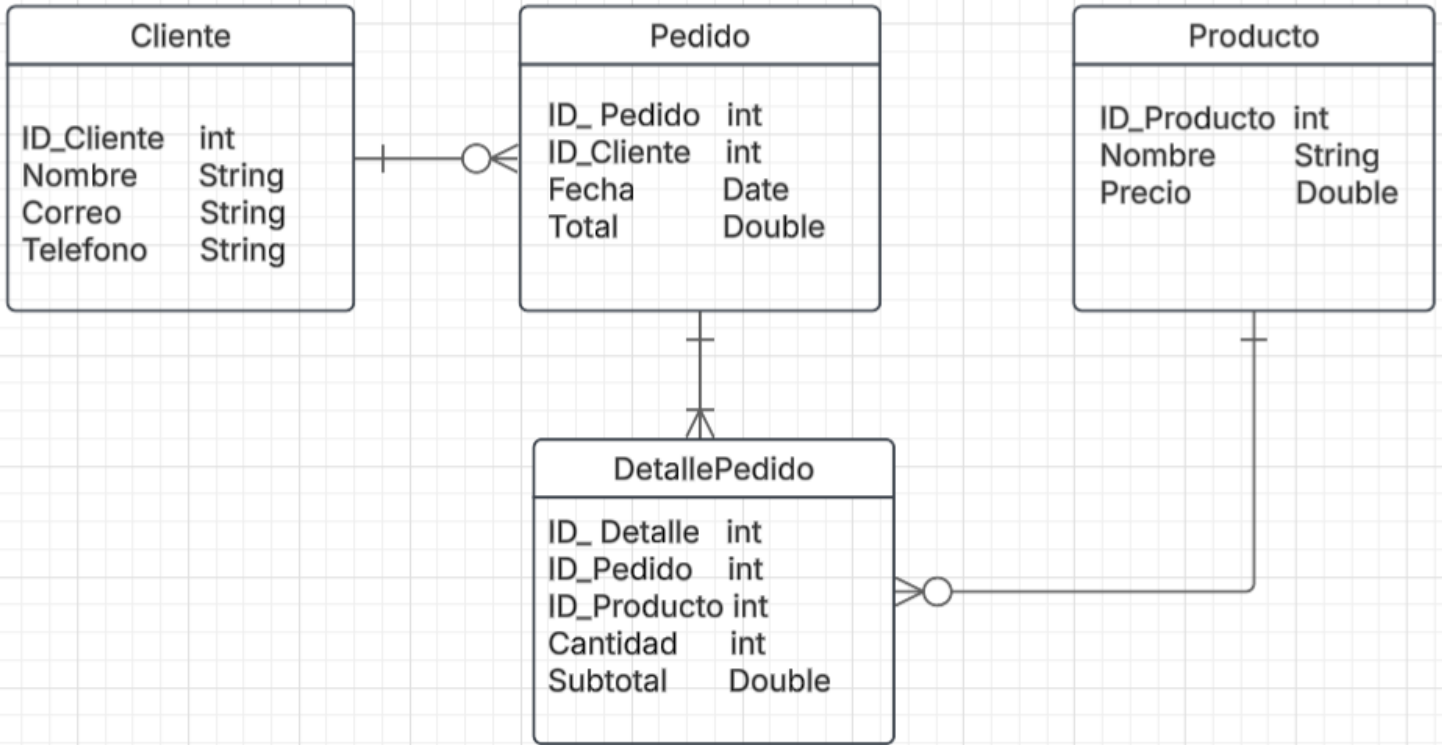 Cliente
ID_Cliente int
Nombre String
Correo String
Telefono String
Pedido
ID_ Pedido int
ID_Cliente int
Fecha Date
Total Double
Producto
ID_Producto int
Nombre String
Precio Double
DetallePedido
ID_ Detalle int
ID_Pedido int
ID_Producto int
Cantidad int
Subtotal Double